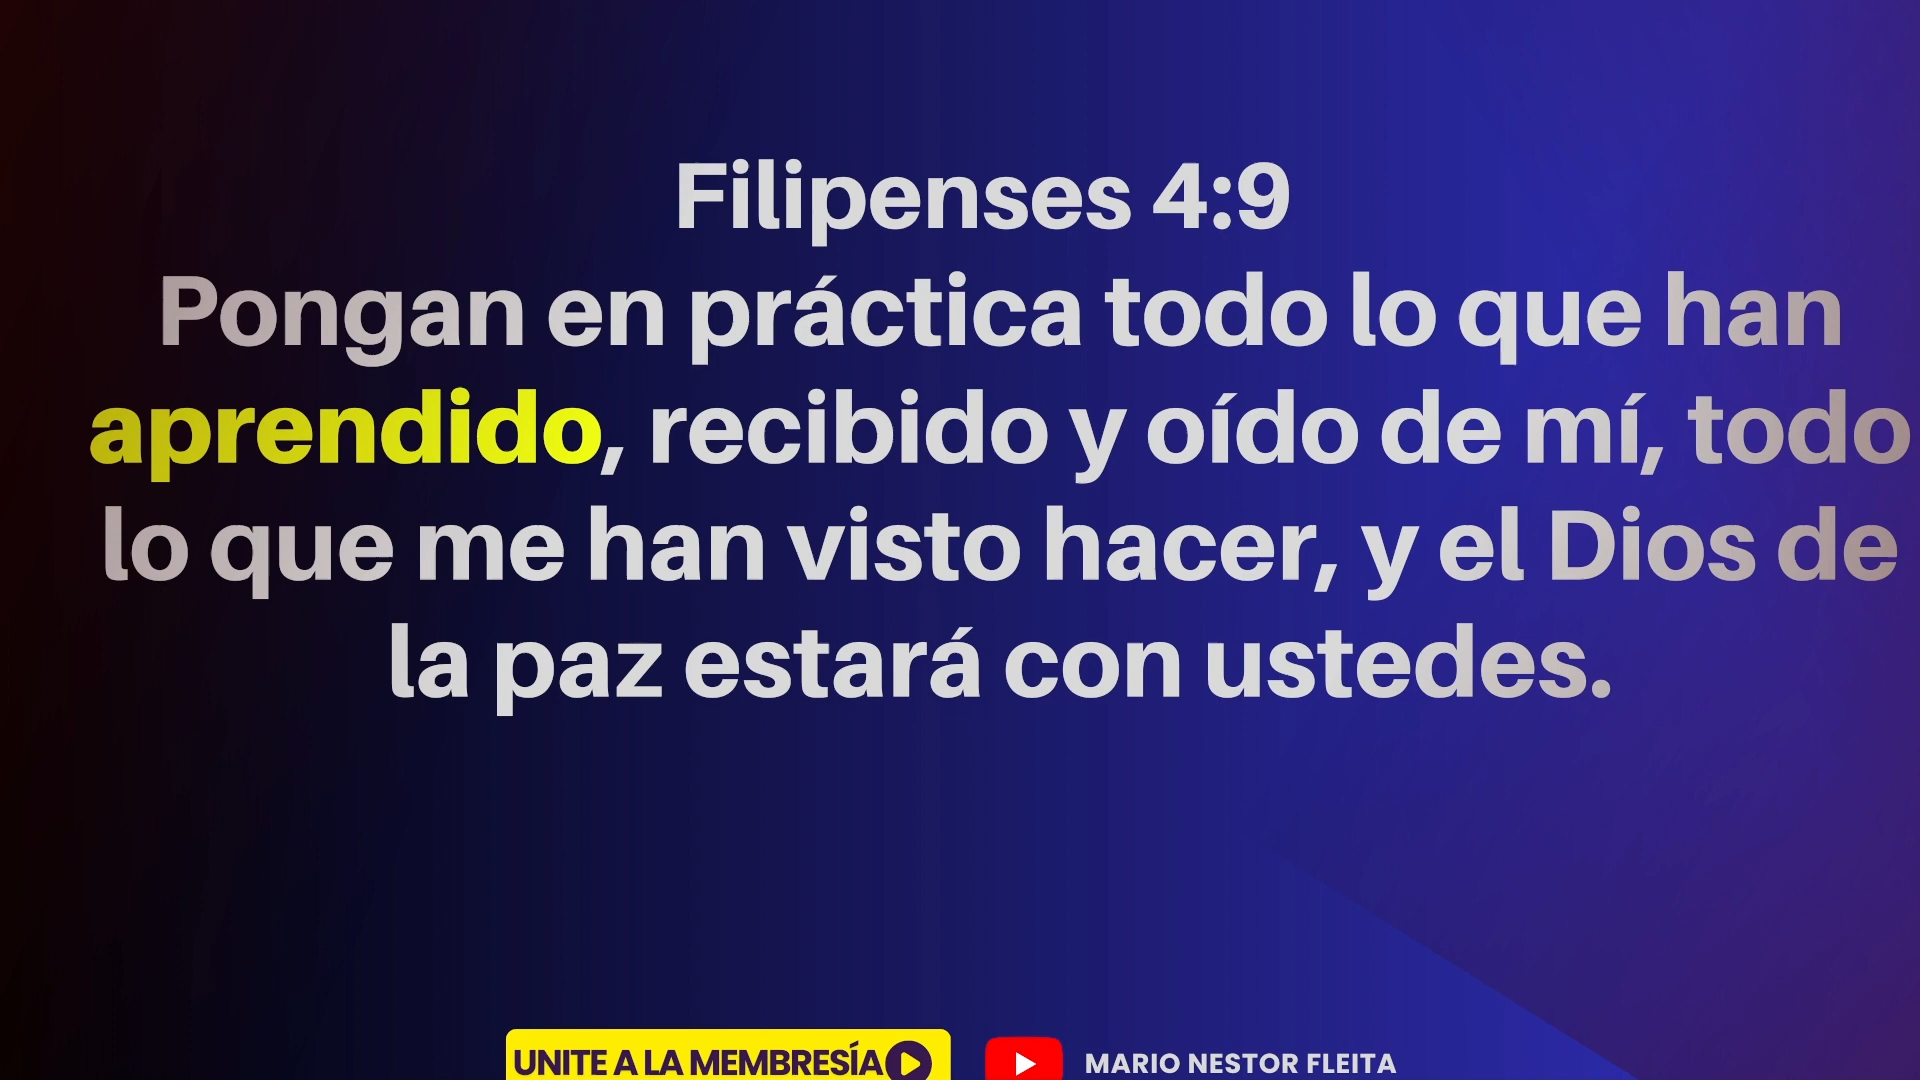 Filipenses 4:9
Pongan en práctica todo lo que han
aprendido, recibido y oído de mí, todo
lo que me han visto hacer, y el Dios de
la paz estará con ustedes.
UNITE A LA MEMBRESÍA
MARIO NESTOR FLEITA